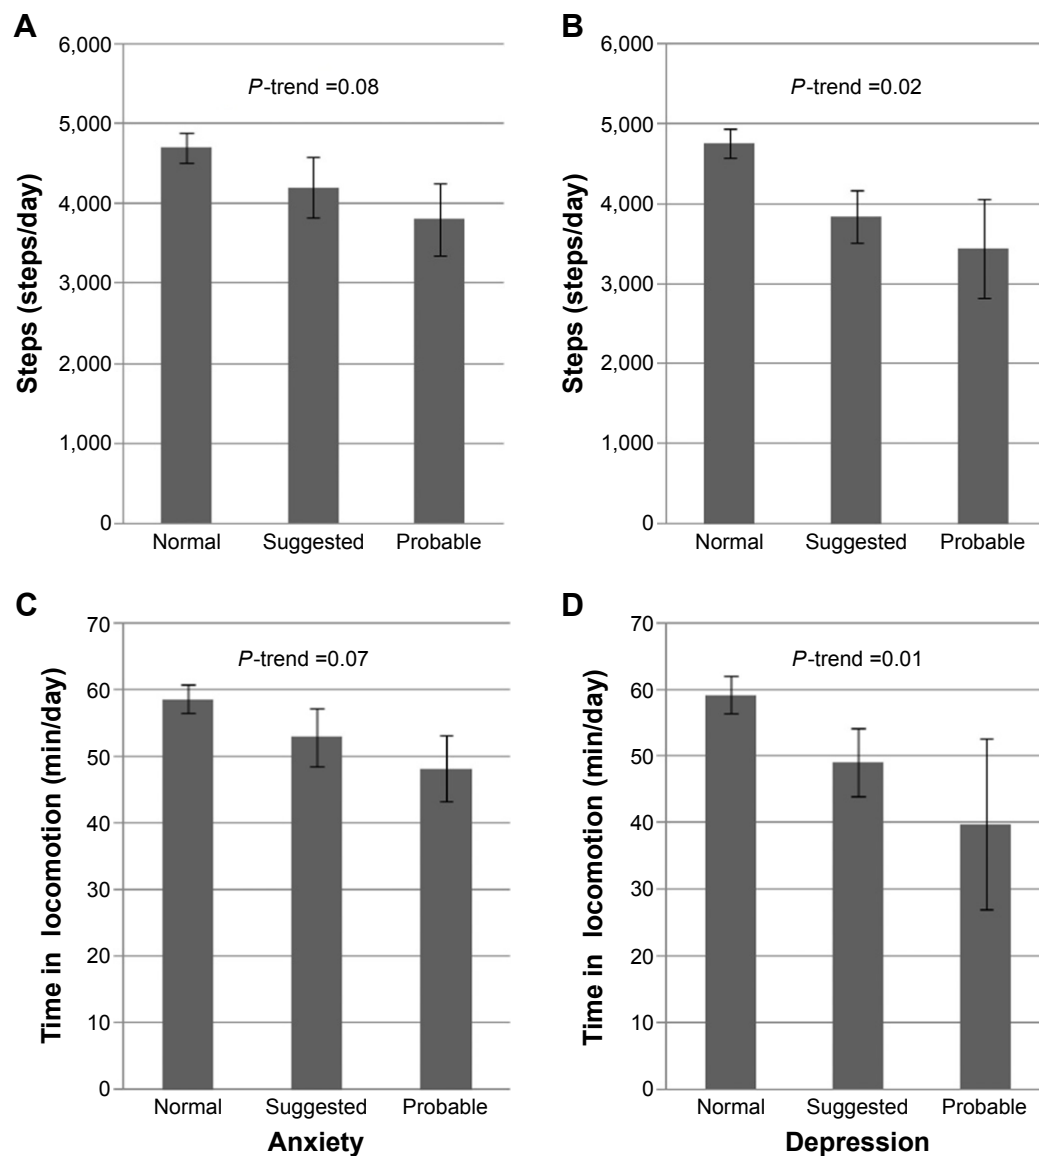 A
Steps (steps/day)
6,000
5,000
4,000
3,000
2,000
1,000
0
P-trend =0.08
Normal Suggested Probable
B
Steps (steps/day)
6,000
5,000
4,000
3,000
2,000
1,000
0
P-trend =0.02
Normal Suggested Probable
C
Time in locomotion (min/day)
70
60
50
40
30
20
10
0
P-trend =0.07
Normal Suggested Probable
Anxiety
D
Time in locomotion (min/day)
70
60
50
40
30
20
10
0
P-trend =0.01
Normal Suggested Probable
Depression